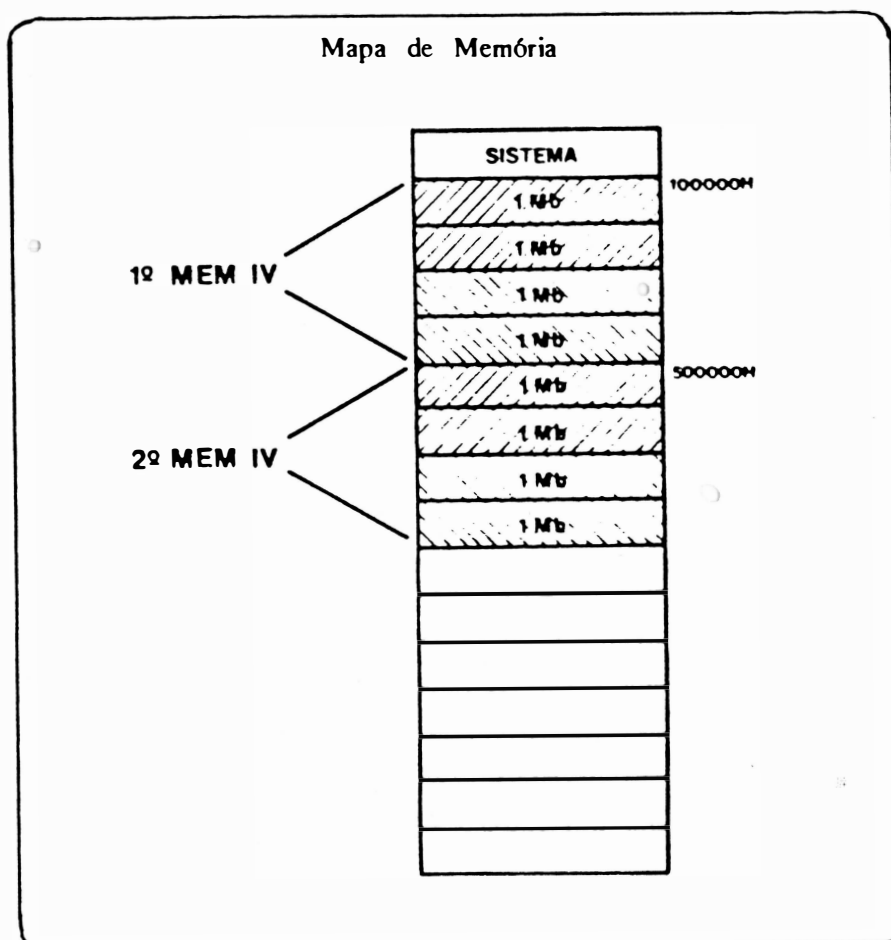 Mapa de Memória
SISTEMA
100000H
1 Mb
1 Mb
1º MEM IV
1 Mb
1 Mb
500000H
1 Mb
1 Mb
2º MEM IV
1 Mb
1 Mb